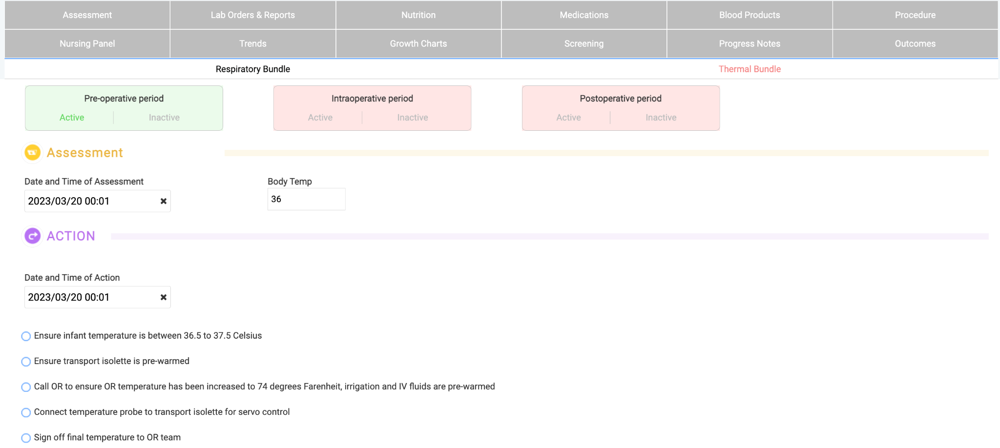 Assessment Lab Orders & Reports Nutrition Medications Blood Products Procedure
Nursing Panel Trends Growth Charts Screening Progress Notes Outcomes
Respiratory Bundle Thermal Bundle
Pre-operative period Intraoperative period Postoperative period
Active Inactive Active Inactive Active Inactive
Assessment
Date and Time of Assessment Body Temp
2023/03/20 00:01 36
ACTION
Date and Time of Action
2023/03/20 00:01
Ensure infant temperature is between 36.5 to 37.5 Celsius
Ensure transport isolette is pre-warmed
Call OR to ensure OR temperature has been increased to 74 degrees Farenheit, irrigation and IV fluids are pre-warmed
Connect temperature probe to transport isolette for servo control
Sign off final temperature to OR team